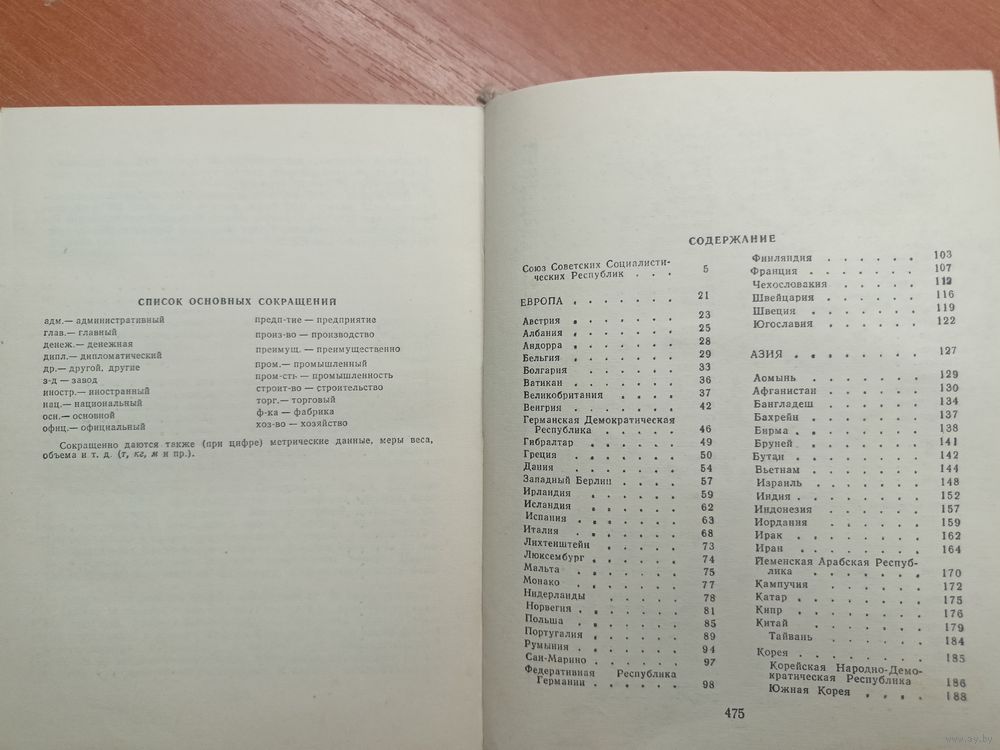 СПИСОК ОСНОВНЫХ СОКРАЩЕНИЯ
адм.— административный
глав.— главный
денеж.— денежная
дипл.— дипломатический
др.— другой, другие
з-д — завод
иностр.— иностранный
нац.— национальный
осн.— основной
офиц.— официальный
предп-тие — предприятие
произ-во — производство
преимущ. — преимущественно
пром.— промышленный
пром-сть — промышленность
строит-во — строительство
торг.— торговый
ф-ка — фабрика
хоз-во — хозяйство
Сокращенно даются также (при цифре) метрические данные, меры веса,
объема и т. д. (т, кг, м и пр.).
СОДЕРЖАНИЕ
Союз Советских Социалисти-
ческих Республик . . . 5
ЕВРОПА . . . . . . . 21
Австрия . . . . . . . 23
Албания . . . . . . 25
Андорра . . . . . . 28
Бельгия . . . . . . 29
Болгария . . . . . . 33
Ватикан . . . . . . 36
Великобритания . . . . 37
Венгрия . . . . . . 42
Германская Демократическая
Республика . . . . . . 46
Гибралтар . . . . . . 49
Греция . . . . . . 50
Дания . . . . . . . 54
Западный Берлин . . . . 57
Ирландия . . . . . . 59
Исландия . . . . . . 62
Испания . . . . . . 63
Италия . . . . . . . 68
Лихтенштейн . . . . . 73
Люксембург . . . . . . 74
Мальта . . . . . . 75
Монако . . . . . . 77
Нидерланды . . . . . 78
Норвегия . . . . . . 81
Польша . . . . . . 85
Португалия . . . . . . 89
Румыния . . . . . . 94
Сан-Марино . . . . . . 97
Федеративная Республика
Германии . . . . . . 98
Финляндия . . . . . . 103
Франция . . . . . . 107
Чехословакия . . . . . 112
Швейцария . . . . . . 116
Швеция . . . . . . 119
Югославия . . . . . . 122
АЗИЯ . . . . . . . 127
Аомынь . . . . . . 129
Афганистан . . . . . 130
Бангладеш . . . . . . 134
Бахрейн . . . . . . 137
Бирма . . . . . . . 138
Бруней . . . . . . 141
Бутан . . . . . . . 142
Вьетнам . . . . . . 144
Израиль . . . . . . 148
Индия . . . . . . . 152
Индонезия . . . . . . 157
Иордания . . . . . . 159
Ирак . . . . . . . 162
Иран . . . . . . . 164
Йеменская Арабская Респуб-
лика . . . . . . . 170
Кампучия . . . . . . 172
Катар . . . . . . . 175
Кипр . . . . . . . 176
Китай . . . . . . . 179
Тайвань . . . . . . 184
Корея . . . . . . . 185
Корейская Народно-Демо-
кратическая Республика 186
Южная Корея . . . . 188
475
www.ay.by